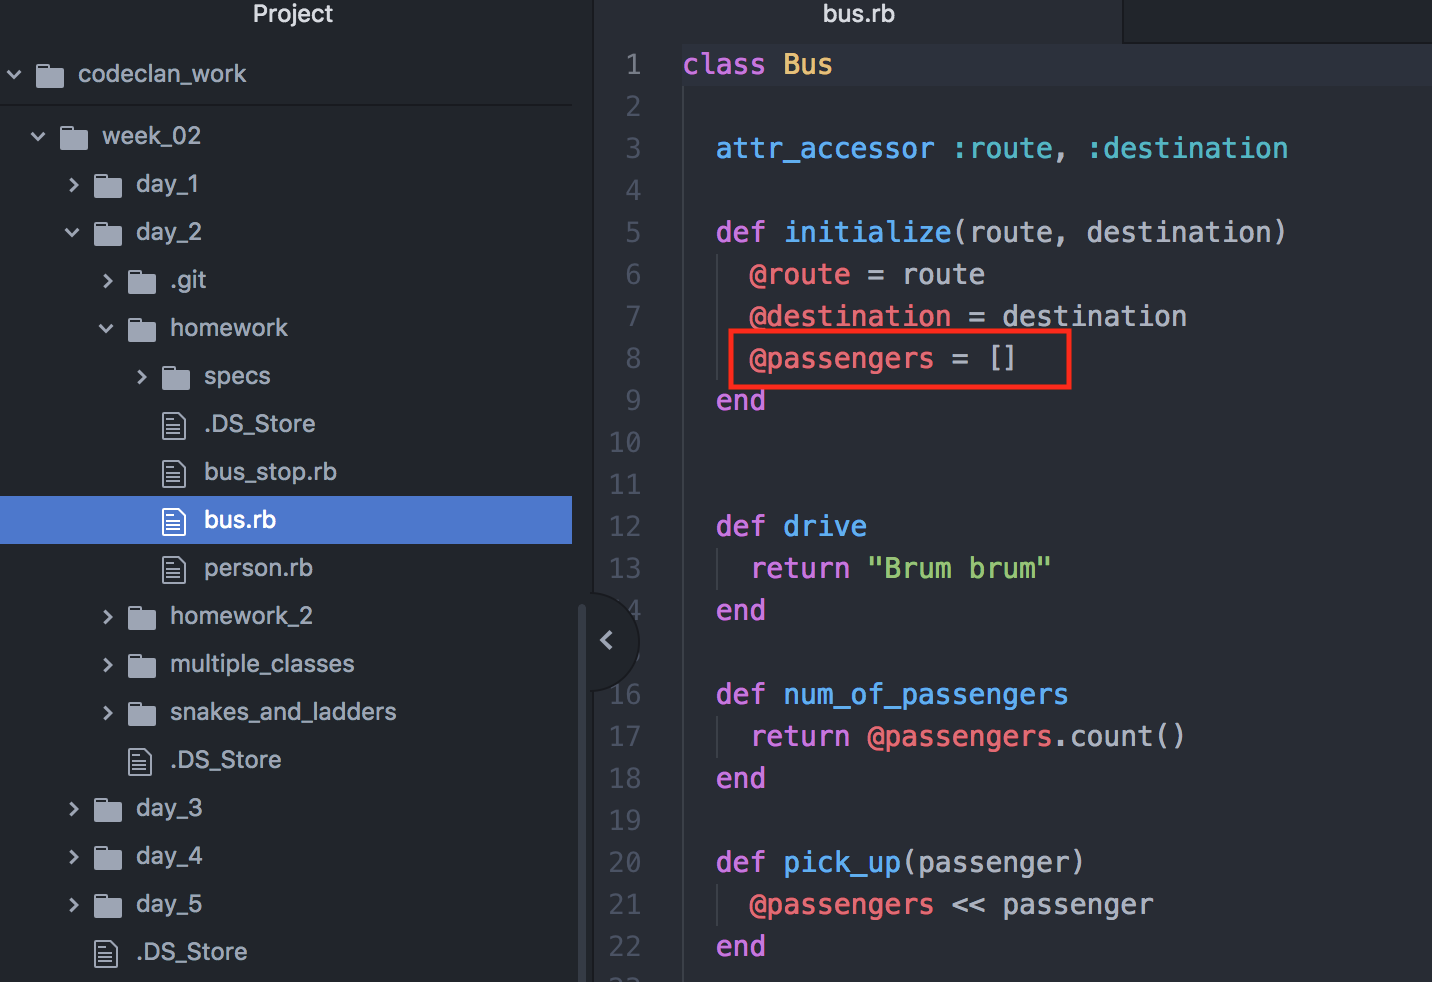 Project
codeclan_work
week_02
day_1
day_2
.git
homework
specs
.DS_Store
bus_stop.rb
bus.rb
person.rb
homework_2
multiple_classes
snakes_and_ladders
.DS_Store
day_3
day_4
day_5
.DS_Store
bus.rb
1 class Bus
2
3 attr_accessor :route, :destination
4
5 def initialize(route, destination)
6 @route = route
7 @destination = destination
8 @passengers = []
9 end
10
11
12 def drive
13 return "Brum brum"
14 end
16 def num_of_passengers
17 return @passengers.count()
18 end
19
20 def pick_up(passenger)
21 @passengers << passenger
22 end